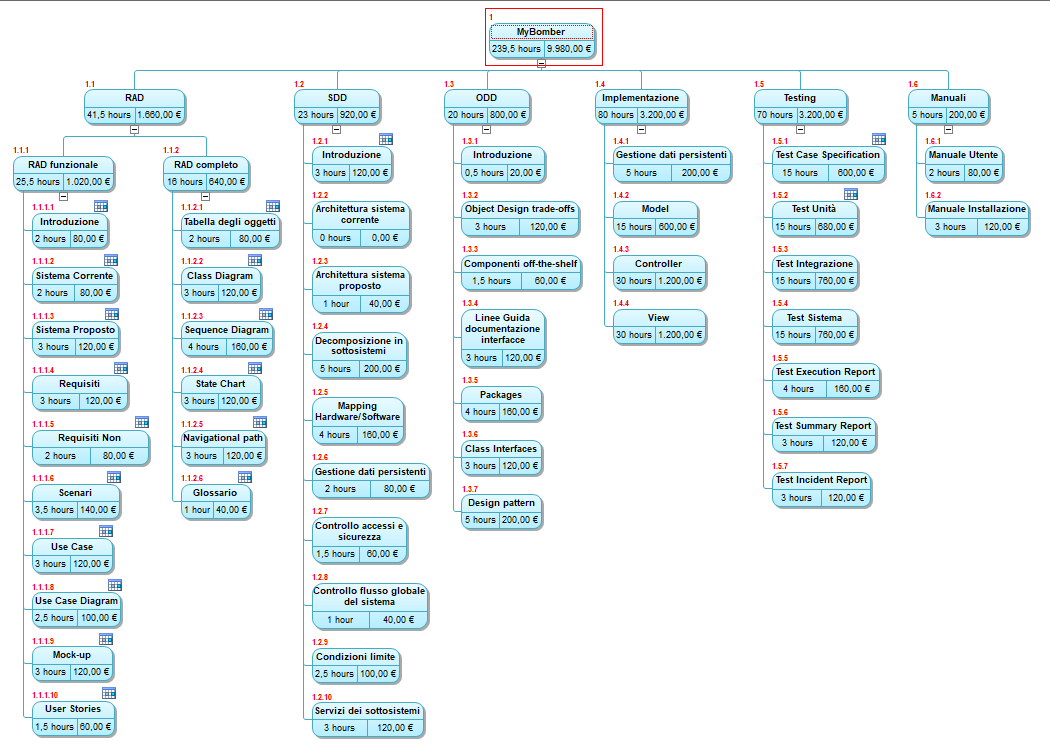 1
MyBomber
239,5 hours 9.980,00 €
1.1
RAD
41,5 hours 1.660,00 €
1.1.1
RAD funzionale
25,5 hours 1.020,00 €
1.1.1.1
Introduzione
2 hours 80,00 €
1.1.1.2
Sistema Corrente
2 hours 80,00 €
1.1.1.3
Sistema Proposto
3 hours 120,00 €
1.1.1.4
Requisiti
3 hours 120,00 €
1.1.1.5
Requisiti Non
2 hours 80,00 €
1.1.1.6
Scenari
3,5 hours 140,00 €
1.1.1.7
Use Case
3 hours 120,00 €
1.1.1.8
Use Case Diagram
2,5 hours 100,00 €
1.1.1.9
Mock-up
3 hours 120,00 €
1.1.1.10
User Stories
1,5 hours 60,00 €
1.1.2
RAD completo
16 hours 640,00 €
1.1.2.1
Tabella degli oggetti
2 hours 80,00 €
1.1.2.2
Class Diagram
3 hours 120,00 €
1.1.2.3
Sequence Diagram
4 hours 160,00 €
1.1.2.4
State Chart
3 hours 120,00 €
1.1.2.5
Navigational path
3 hours 120,00 €
1.1.2.6
Glossario
1 hour 40,00 €
1.2
SDD
23 hours 920,00 €
1.2.1
Introduzione
3 hours 120,00 €
1.2.2
Architettura sistema
corrente
0 hours 0,00 €
1.2.3
Architettura sistema
proposto
1 hour 40,00 €
1.2.4
Decomposizione in
sottosistemi
5 hours 200,00 €
1.2.5
Mapping
Hardware/Software
4 hours 160,00 €
1.2.6
Gestione dati persistenti
2 hours 80,00 €
1.2.7
Controllo accessi e
sicurezza
1,5 hours 60,00 €
1.2.8
Controllo flusso globale
del sistema
1 hour 40,00 €
1.2.9
Condizioni limite
2,5 hours 100,00 €
1.2.10
Servizi dei sottosistemi
3 hours 120,00 €
1.3
ODD
20 hours 800,00 €
1.3.1
Introduzione
0,5 hours 20,00 €
1.3.2
Object Design trade-offs
3 hours 120,00 €
1.3.3
Componenti off-the-shelf
1,5 hours 60,00 €
1.3.4
Linee Guida
documentazione
interfacce
3 hours 120,00 €
1.3.5
Packages
4 hours 160,00 €
1.3.6
Class Interfaces
3 hours 120,00 €
1.3.7
Design pattern
5 hours 200,00 €
1.4
Implementazione
80 hours 3.200,00 €
1.4.1
Gestione dati persistenti
5 hours 200,00 €
1.4.2
Model
15 hours 600,00 €
1.4.3
Controller
30 hours 1.200,00 €
1.4.4
View
30 hours 1.200,00 €
1.5
Testing
70 hours 3.200,00 €
1.5.1
Test Case Specification
15 hours 600,00 €
1.5.2
Test Unità
15 hours 680,00 €
1.5.3
Test Integrazione
15 hours 760,00 €
1.5.4
Test Sistema
15 hours 760,00 €
1.5.5
Test Execution Report
4 hours 160,00 €
1.5.6
Test Summary Report
3 hours 120,00 €
1.5.7
Test Incident Report
3 hours 120,00 €
1.6
Manuali
5 hours 200,00 €
1.6.1
Manuale Utente
2 hours 80,00 €
1.6.2
Manuale Installazione
3 hours 120,00 €